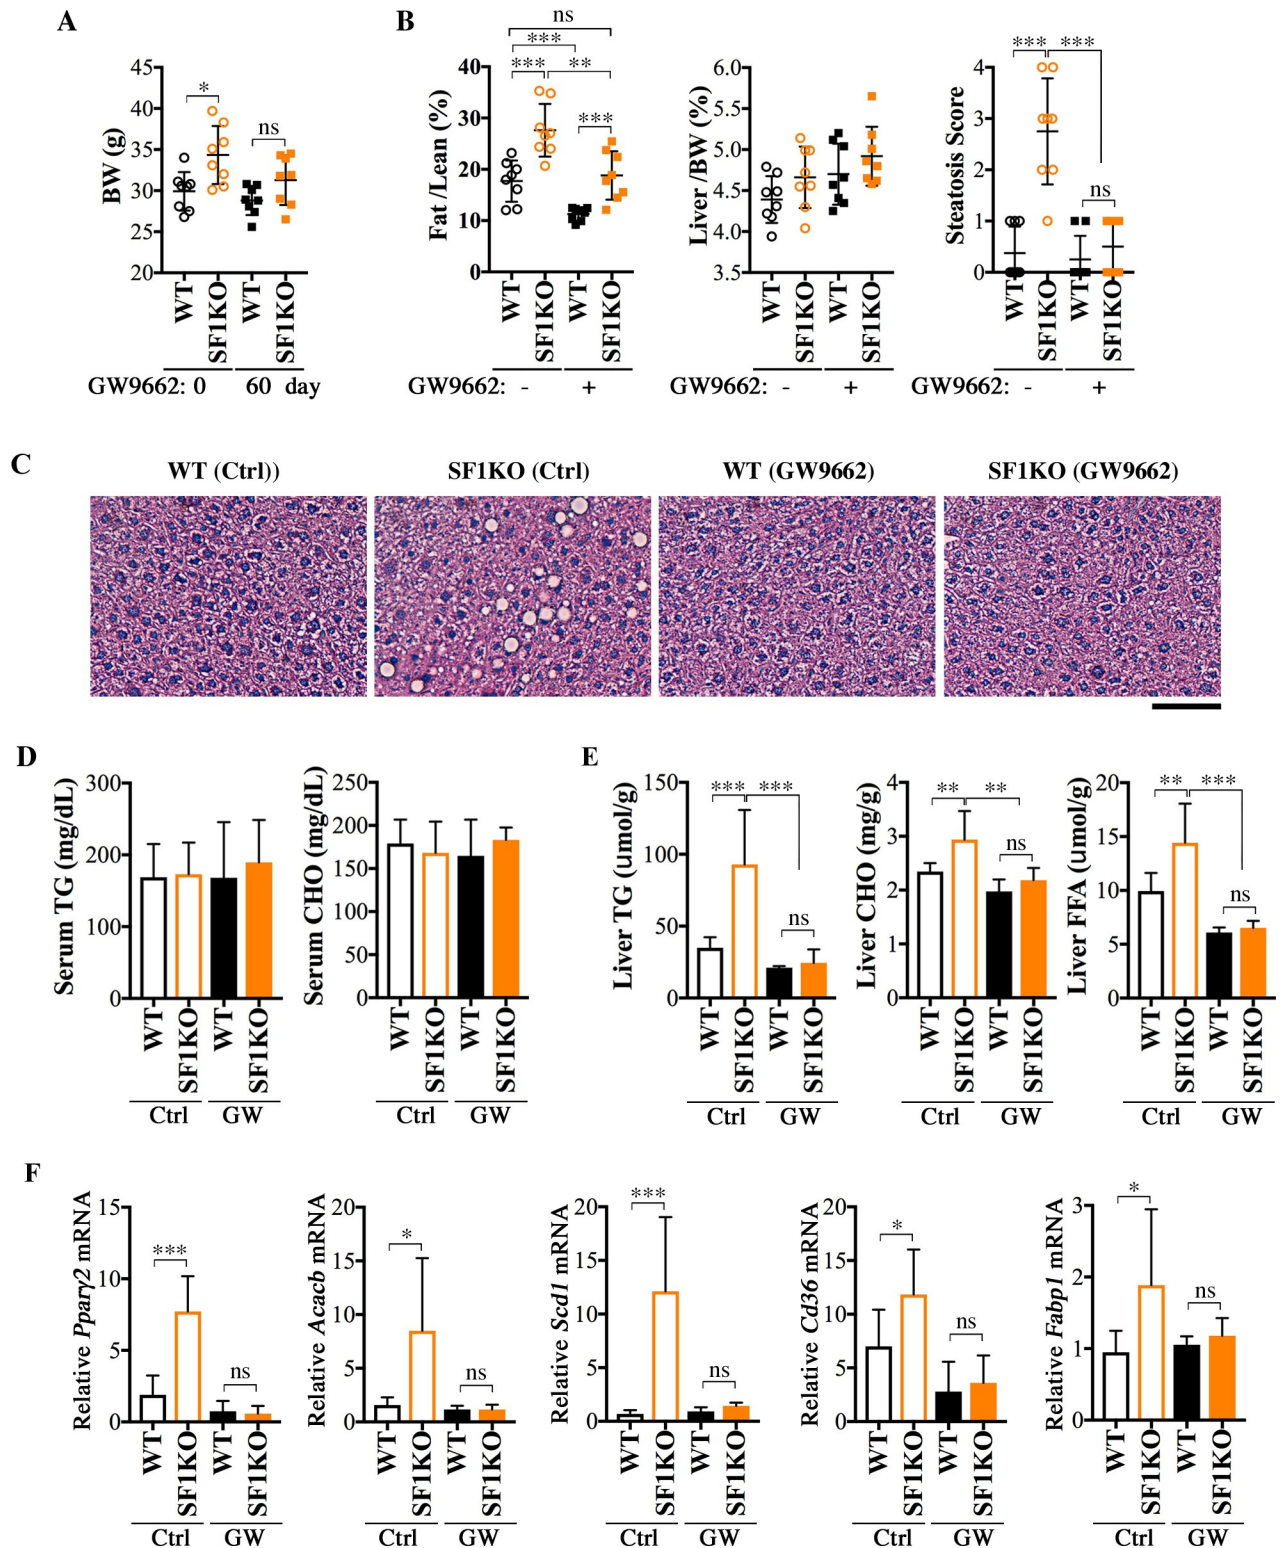 A
BW (g)
45
40
35
30
25
20
*
ns
WT
SF1KO
WT
SF1KO
GW9662: 0 60 day
B
Fat /Lean (%)
40
30
20
10
0
ns
***
*** **
***
WT
SF1KO
WT
SF1KO
GW9662: - +
Liver /BW (%)
6.0
5.5
5.0
4.5
4.0
3.5
WT
SF1KO
WT
SF1KO
GW9662: - +
Steatosis Score
4
3
2
1
0
*** ***
ns
WT
SF1KO
WT
SF1KO
GW9662: - +
C
WT (Ctrl)) SF1KO (Ctrl) WT (GW9662) SF1KO (GW9662)
D
Serum TG (mg/dL)
300
200
100
0
WT
SF1KO
WT
SF1KO
Ctrl GW
Serum CHO (mg/dL)
250
200
150
100
50
0
WT
SF1KO
WT
SF1KO
Ctrl GW
E
Liver TG (umol/g)
150
100
50
0
*** ***
ns
WT
SF1KO
WT
SF1KO
Ctrl GW
Liver CHO (mg/g)
4
3
2
1
0
** **
ns
WT
SF1KO
WT
SF1KO
Ctrl GW
Liver FFA (umol/g)
20
15
10
5
0
** ***
ns
WT
SF1KO
WT
SF1KO
Ctrl GW
F
Relative Pparγ2 mRNA
15
10
5
0
***
ns
WT
SF1KO
WT
SF1KO
Ctrl GW
Relative Acacb mRNA
20
15
10
5
0
*
ns
WT
SF1KO
WT
SF1KO
Ctrl GW
Relative Scd1 mRNA
20
15
10
5
0
***
ns
WT
SF1KO
WT
SF1KO
Ctrl GW
Relative Cd36 mRNA
20
15
10
5
0
*
ns
WT
SF1KO
WT
SF1KO
Ctrl GW
Relative Fabp1 mRNA
3
2
1
0
*
ns
WT
SF1KO
WT
SF1KO
Ctrl GW